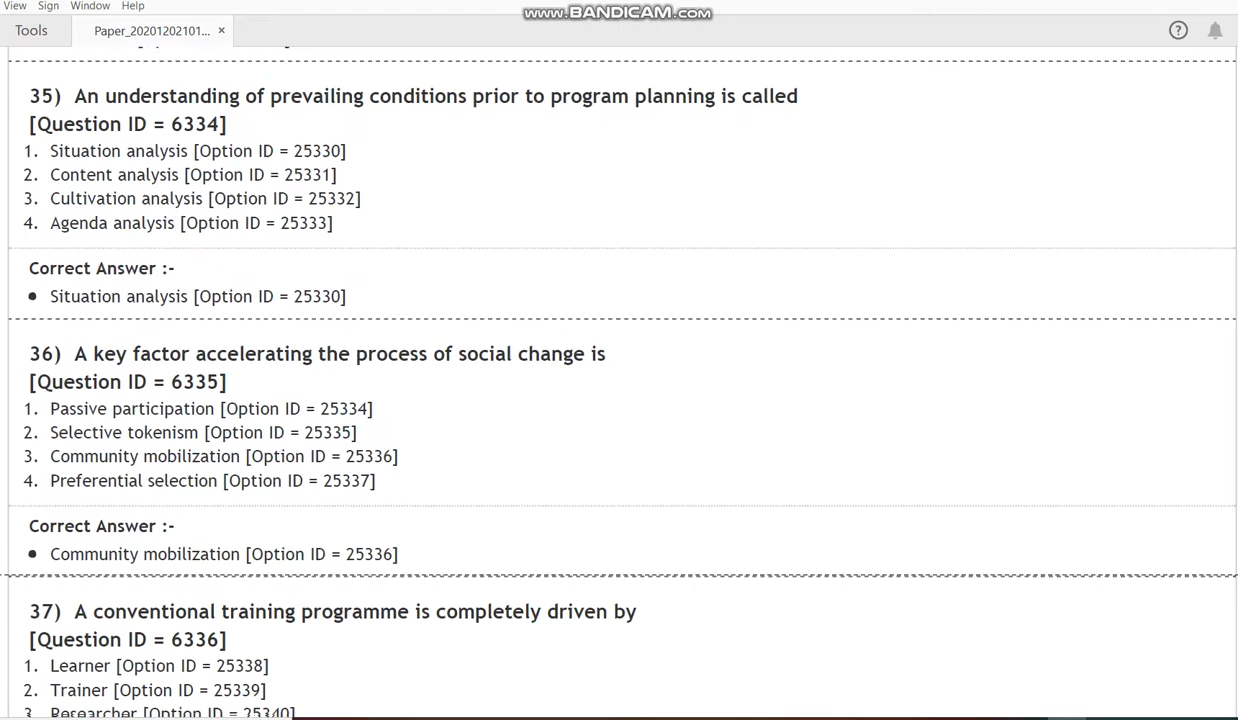 View Sign Window Help
www.BANDICAM.com
Tools Paper_20201202101... ×
?
35) An understanding of prevailing conditions prior to program planning is called
[Question ID = 6334]
1. Situation analysis [Option ID = 25330]
2. Content analysis [Option ID = 25331]
3. Cultivation analysis [Option ID = 25332]
4. Agenda analysis [Option ID = 25333]
Correct Answer :-
• Situation analysis [Option ID = 25330]
36) A key factor accelerating the process of social change is
[Question ID = 6335]
1. Passive participation [Option ID = 25334]
2. Selective tokenism [Option ID = 25335]
3. Community mobilization [Option ID = 25336]
4. Preferential selection [Option ID = 25337]
Correct Answer :-
• Community mobilization [Option ID = 25336]
37) A conventional training programme is completely driven by
[Question ID = 6336]
1. Learner [Option ID = 25338]
2. Trainer [Option ID = 25339]
3. Researcher [Option ID = 25340]